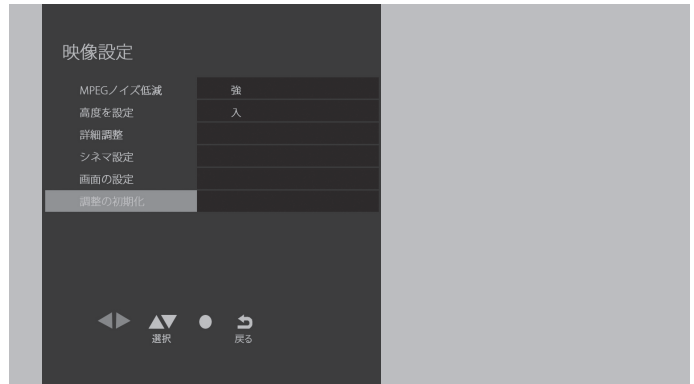 映像設定
MPEGノイズ低減 強
高度を設定 入
詳細調整
シネマ設定
画面の設定
調整の初期化
選択 戻る